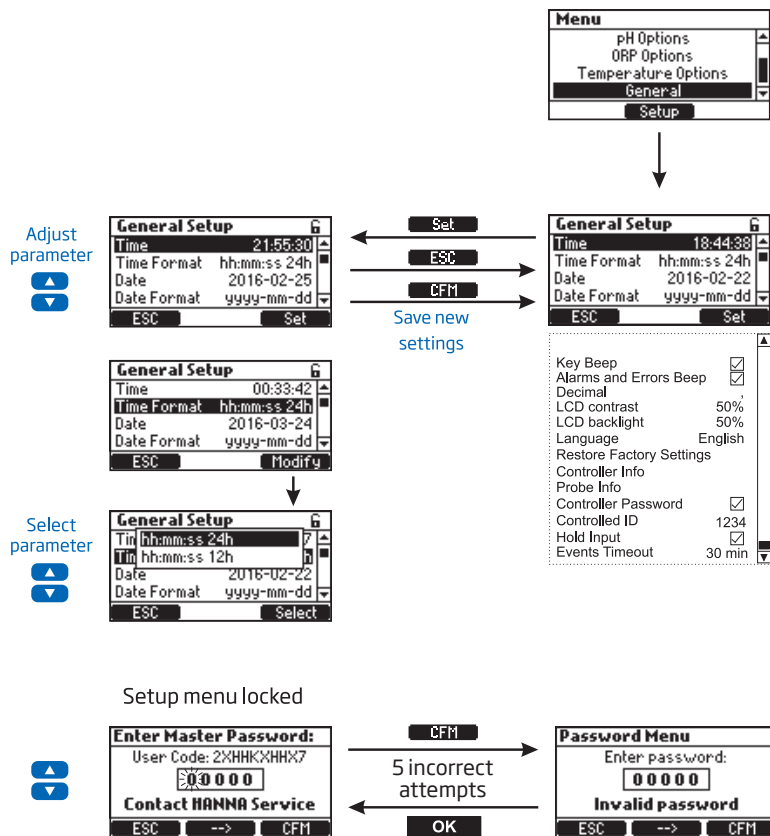 Menu
pH Options
ORP Options
Temperature Options
General
Setup
Adjust
parameter
General Setup
Time 21:55:30
Time Format hh:mm:ss 24h
Date 2016-02-25
Date Format yyyy-mm-dd
ESC Set
Set
ESC
CFM
Save new
settings
General Setup
Time 18:44:38
Time Format hh:mm:ss 24h
Date 2016-02-22
Date Format yyyy-mm-dd
ESC Set
Key Beep
Alarms and Errors Beep
Decimal ,
LCD contrast 50%
LCD backlight 50%
Language English
Restore Factory Settings
Controller Info
Probe Info
Controller Password
Controlled ID 1234
Hold Input
Events Timeout 30 min
General Setup
Time 00:33:42
Time Format hh:mm:ss 24h
Date 2016-03-24
Date Format yyyy-mm-dd
ESC Modify
Select
parameter
General Setup
Tin hh:mm:ss 24h 7
Tin hh:mm:ss 12h h
Date 2016-02-22
Date Format yyyy-mm-dd
ESC Select
Setup menu locked
Enter Master Password:
User Code: 2XHHKXHHX7
00000
Contact HANNA Service
ESC --> CFM
CFM
5 incorrect
attempts
OK
Password Menu
Enter password:
00000
Invalid password
ESC --> CFM